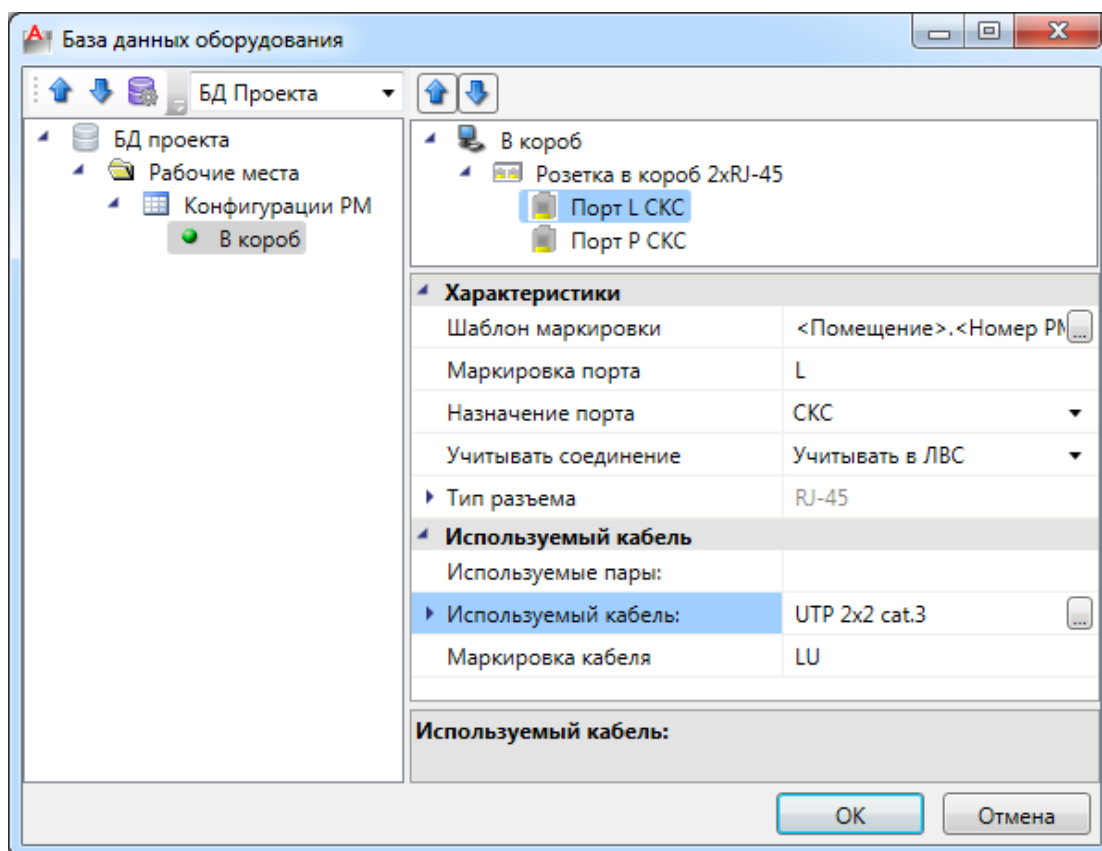 База данных оборудования
БД Проекта
БД проекта
Рабочие места
Конфигурации РМ
В короб
В короб
Розетка в короб 2xRJ-45
Порт L СКС
Порт Р СКС
Характеристики
Шаблон маркировки <Помещение>.<Номер РМ ...
Маркировка порта L
Назначение порта СКС
Учитывать соединение Учитывать в ЛВС
Тип разъема RJ-45
Используемый кабель
Используемые пары:
Используемый кабель: UTP 2x2 cat.3 ...
Маркировка кабеля LU
Используемый кабель:
OK Отмена